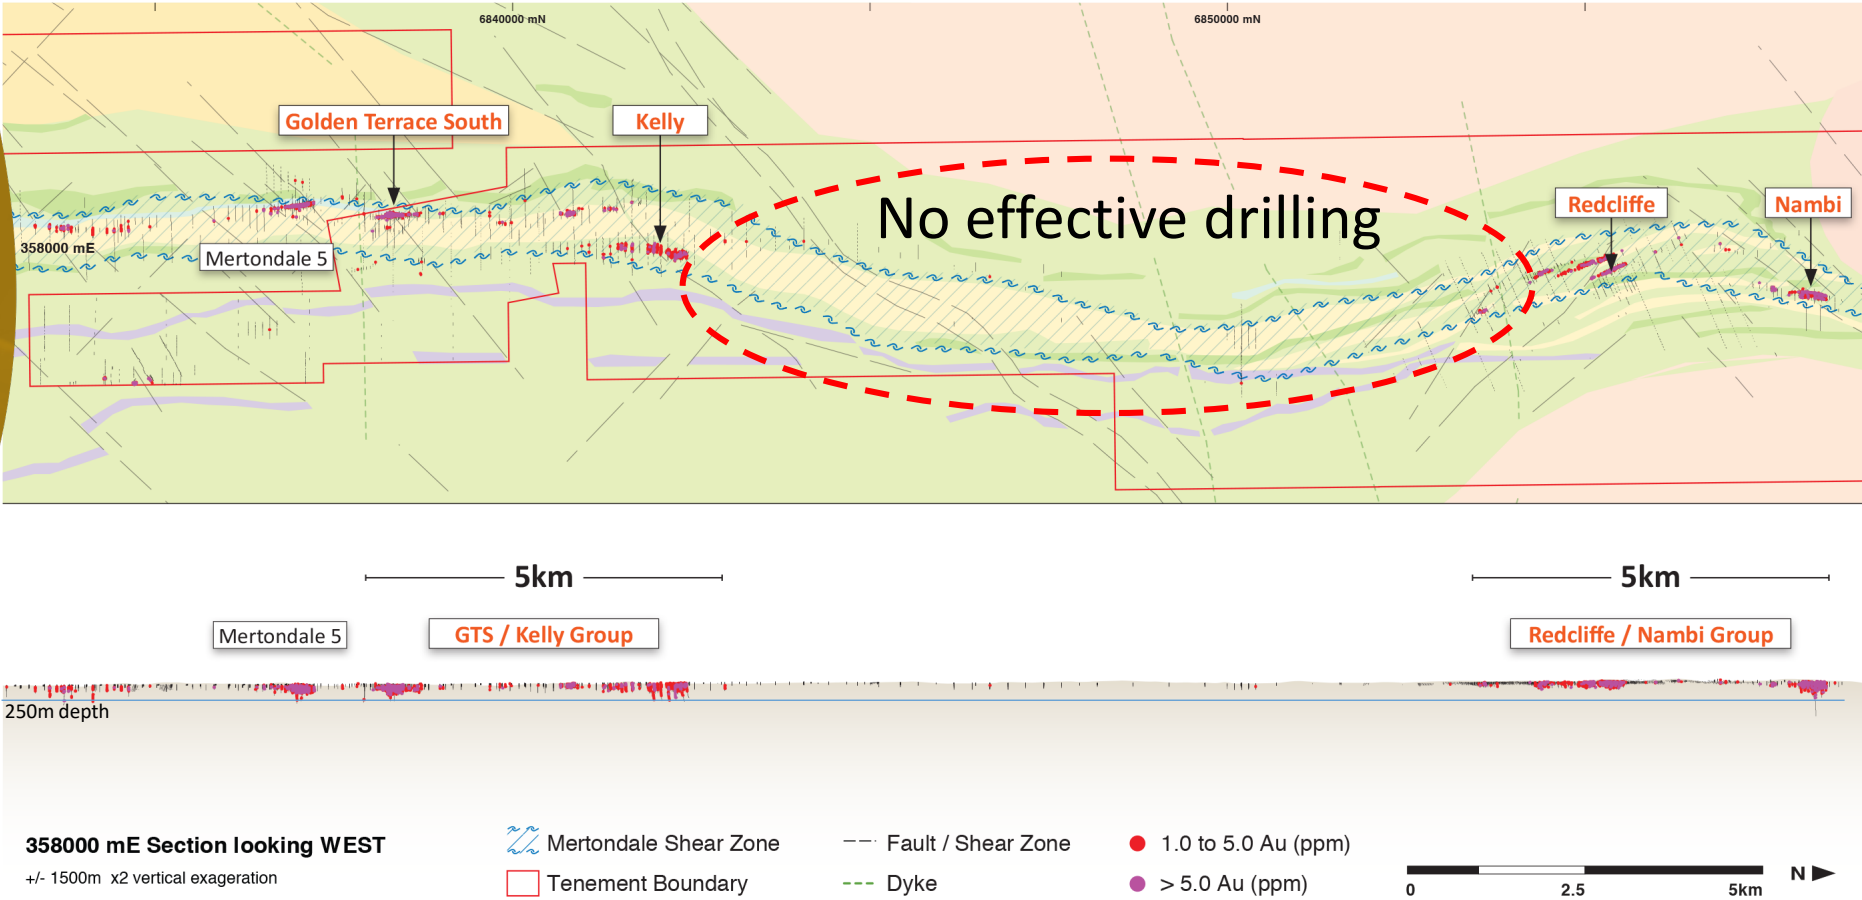 6840000 mN
6850000 mN
Golden Terrace South
Kelly
No effective drilling
Redcliffe
Nambi
358000 mE
Mertondale 5
5km
5km
Mertondale 5
GTS / Kelly Group
Redcliffe / Nambi Group
250m depth
358000 mE Section looking WEST
+/- 1500m x2 vertical exageration
Mertondale Shear Zone
Tenement Boundary
Fault / Shear Zone
Dyke
1.0 to 5.0 Au (ppm)
> 5.0 Au (ppm)
0
2.5
5km
N